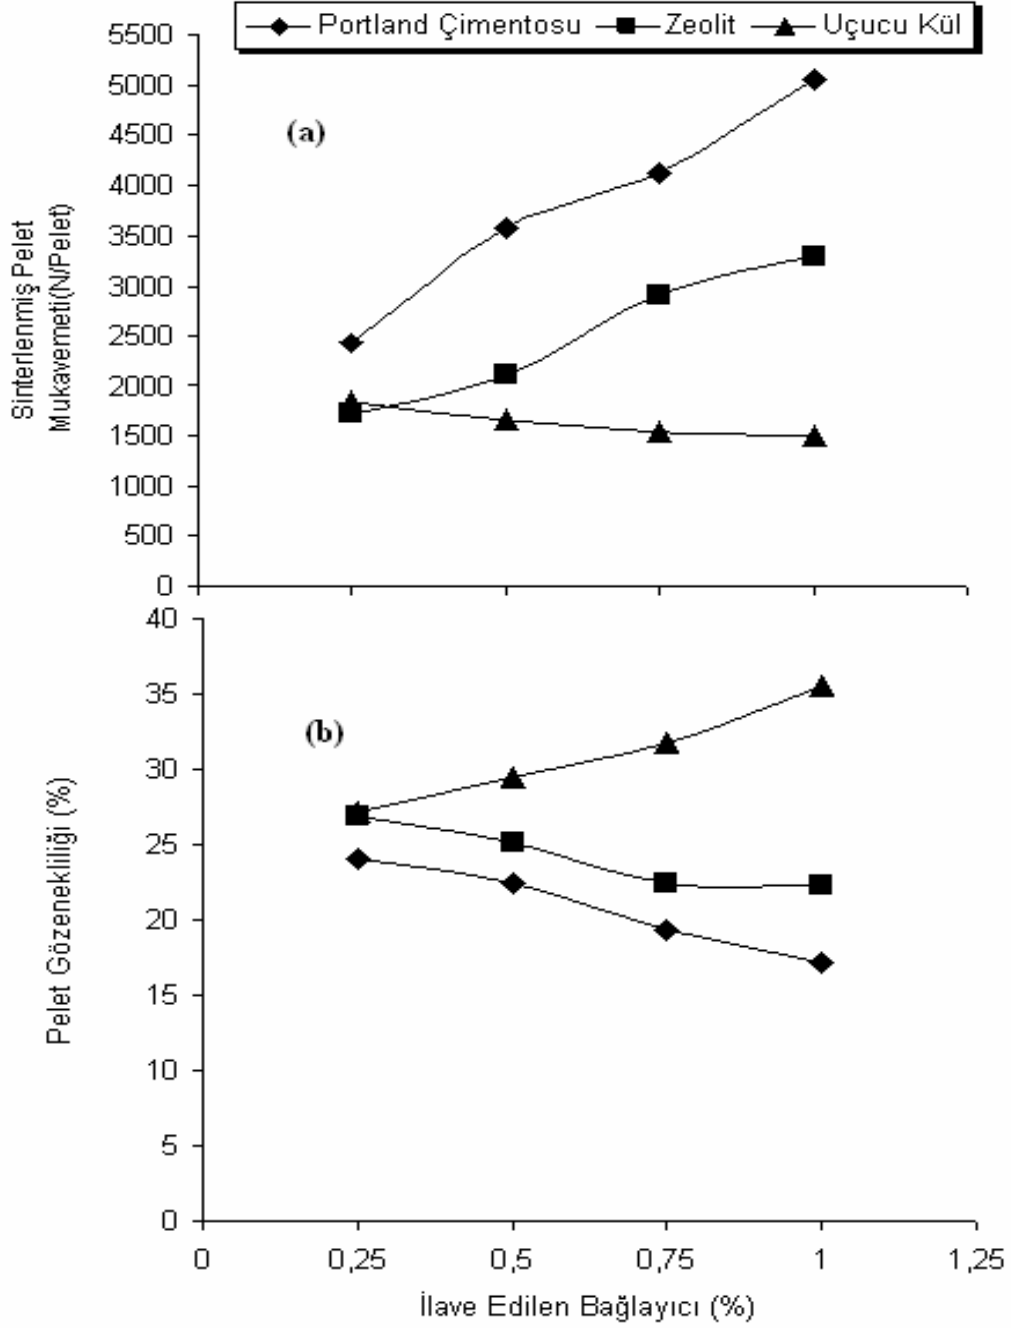 Portland Çimentosu Zeolit Uçucu Kül
5500
5000
4500
4000
3500
3000
2500
2000
1500
1000
500
0
(a)
Sinterlenmiş Pelet
Mukavemeti(N/Pelet)
40
35
30
25
20
15
10
5
0
(b)
Pelet Gözenekliliği (%)
0 0,25 0,5 0,75 1 1,25
İlave Edilen Bağlayıcı (%)